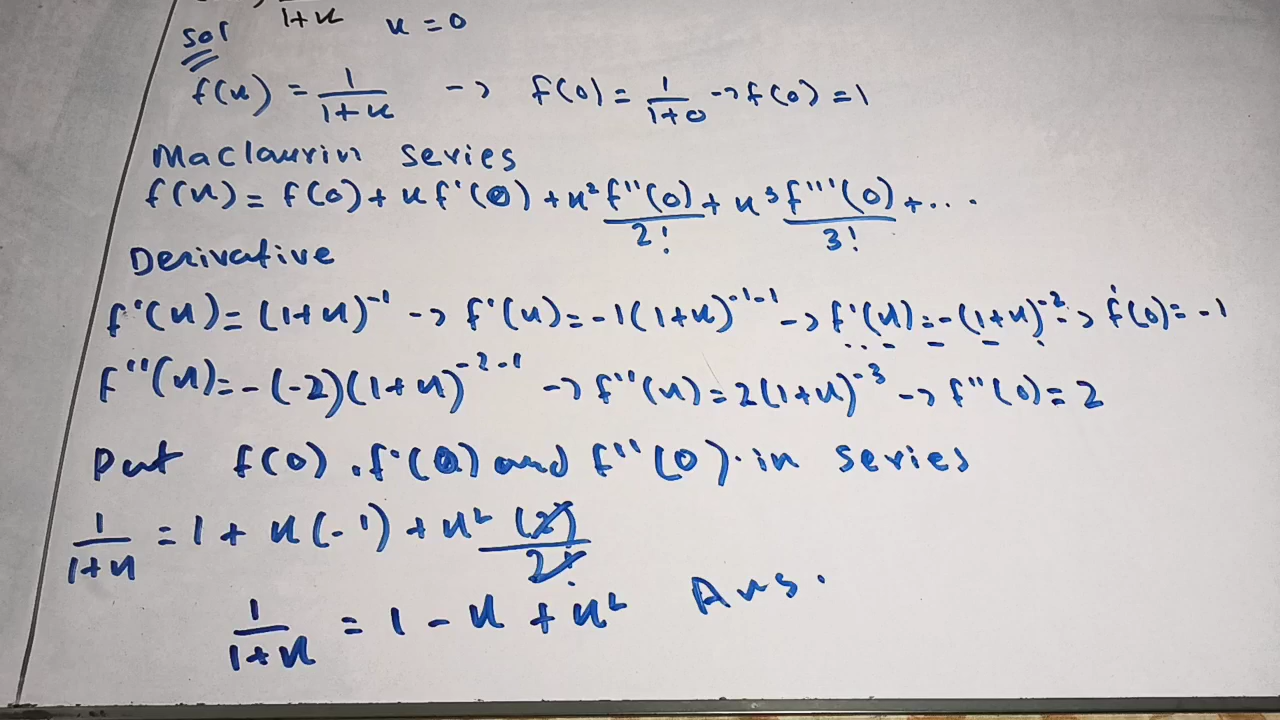 1+x x = 0
Sol
f(x) = 1/(1+x) -> f(0) = 1/(1+0) -> f(0) = 1
Maclaurin series
f(x) = f(0) + x f'(0) + x² f''(0)/2! + x³ f'''(0)/3! + ...
Derivative
f'(x) = (1+x)⁻¹ -> f'(x) = -1(1+x)⁻¹⁻¹ -> f'(x) = -(1+x)⁻² -> f'(0) = -1
f''(x) = -(-2)(1+x)⁻²⁻¹ -> f''(x) = 2(1+x)⁻³ -> f''(0) = 2
Put f(0), f'(0) and f''(0) in series
1/(1+x) = 1 + x(-1) + x² (2)/2!
1/(1+x) = 1 - x + x² Ans.